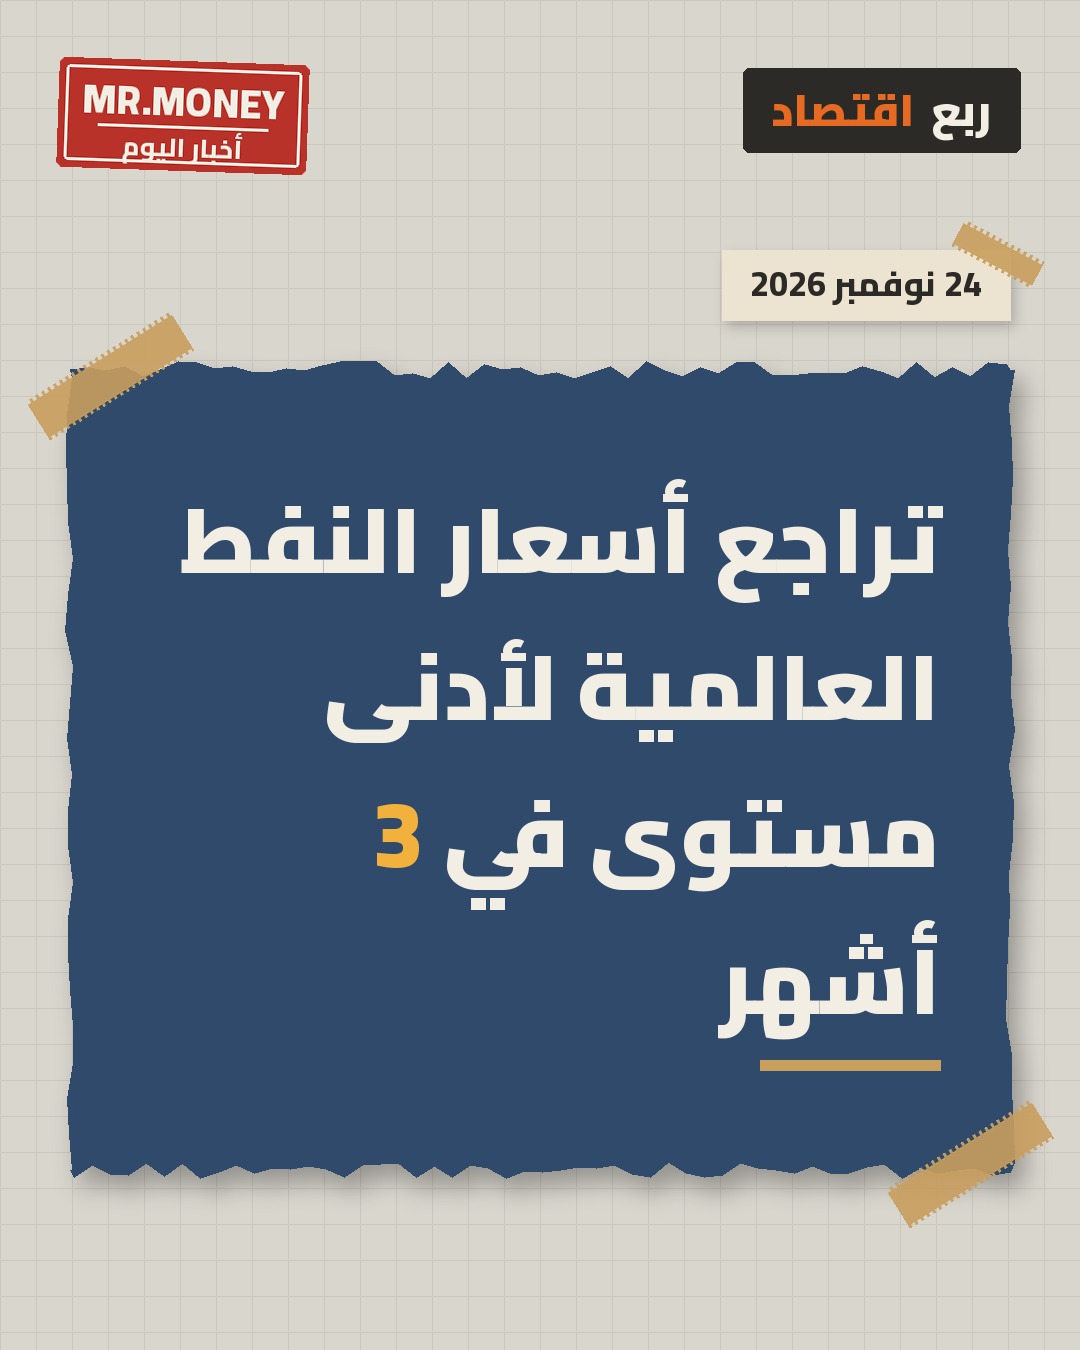 MR.MONEY
أخبار اليوم
ربع اقتصاد
24 نوفمبر 2026
تراجع أسعار النفط
العالمية لأدنى
مستوى في 3
أشهر